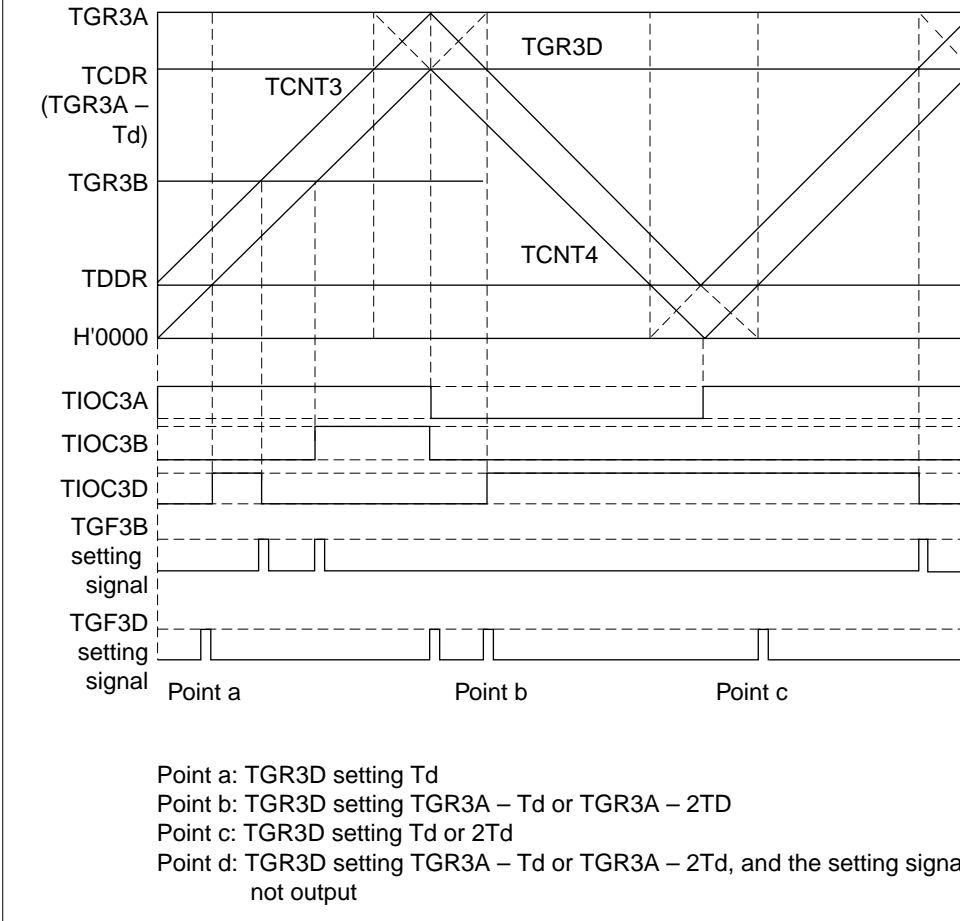 TGR3A
TGR3D
TCDR
(TGR3A –
Td)
TCNT3
TGR3B
TCNT4
TDDR
H'0000
TIOC3A
TIOC3B
TIOC3D
TGF3B
setting
signal
TGF3D
setting
signal
Point a
Point b
Point c
Point a: TGR3D setting Td
Point b: TGR3D setting TGR3A – Td or TGR3A – 2TD
Point c: TGR3D setting Td or 2Td
Point d: TGR3D setting TGR3A – Td or TGR3A – 2Td, and the setting
not output